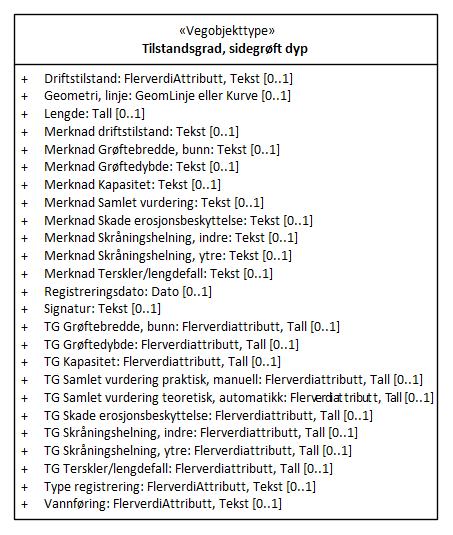 «Vegobjekttype»
Tilstandsgrad, sidegrøft dyp
+ Driftstilstand: FlerverdiAttributt, Tekst [0..1]
+ Geometri, linje: GeomLinje eller Kurve [0..1]
+ Lengde: Tall [0..1]
+ Merknad driftstilstand: Tekst [0..1]
+ Merknad Grøftebredde, bunn: Tekst [0..1]
+ Merknad Grøftedybde: Tekst [0..1]
+ Merknad Kapasitet: Tekst [0..1]
+ Merknad Samlet vurdering: Tekst [0..1]
+ Merknad Skade erosjonsbeskyttelse: Tekst [0..1]
+ Merknad Skråningshelning, indre: Tekst [0..1]
+ Merknad Skråningshelning, ytre: Tekst [0..1]
+ Merknad Terskler/lengdefall: Tekst [0..1]
+ Registreringsdato: Dato [0..1]
+ Signatur: Tekst [0..1]
+ TG Grøftebredde, bunn: Flerverdiattributt, Tall [0..1]
+ TG Grøftedybde: Flerverdiattributt, Tall [0..1]
+ TG Kapasitet: Flerverdiattributt, Tall [0..1]
+ TG Samlet vurdering praktisk, manuell: Flerverdiattributt, Tall [0..1]
+ TG Samlet vurdering teoretisk, automatikk: Flerverdiattributt, Tall [0..1]
+ TG Skade erosjonsbeskyttelse: Flerverdiattributt, Tall [0..1]
+ TG Skråningshelning, indre: Flerverdiattributt, Tall [0..1]
+ TG Skråningshelning, ytre: Flerverdiattributt, Tall [0..1]
+ TG Terskler/lengdefall: Flerverdiattributt, Tall [0..1]
+ Type registrering: FlerverdiAttributt, Tekst [0..1]
+ Vannføring: FlerverdiAttributt, Tekst [0..1]